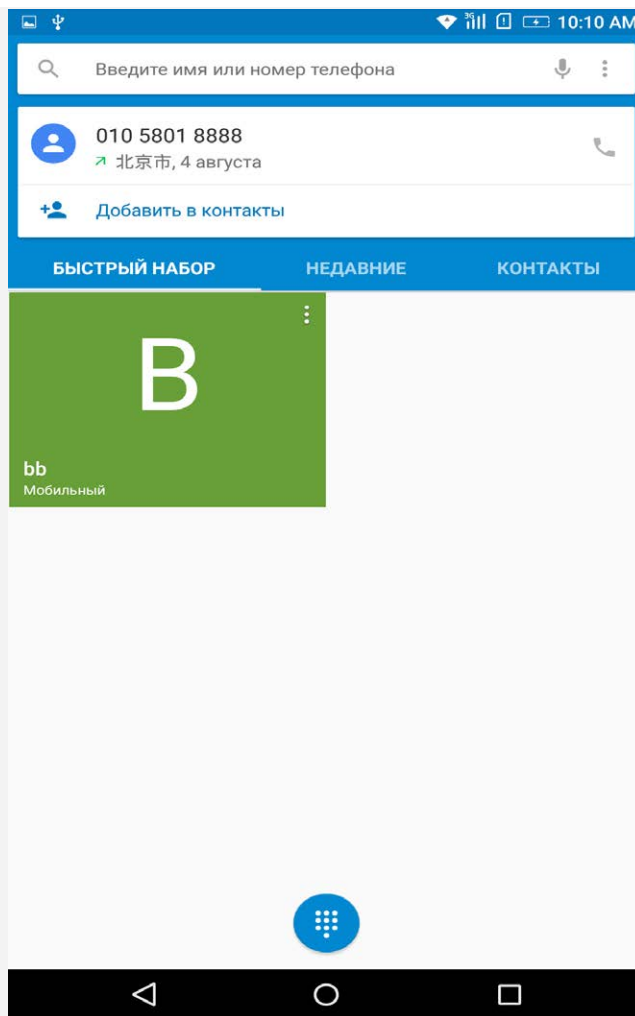 3G 10:10 AM
Введите имя или номер телефона
010 5801 8888
北京市, 4 августа
Добавить в контакты
БЫСТРЫЙ НАБОР НЕДАВНИЕ КОНТАКТЫ
B
bb
Мобильный